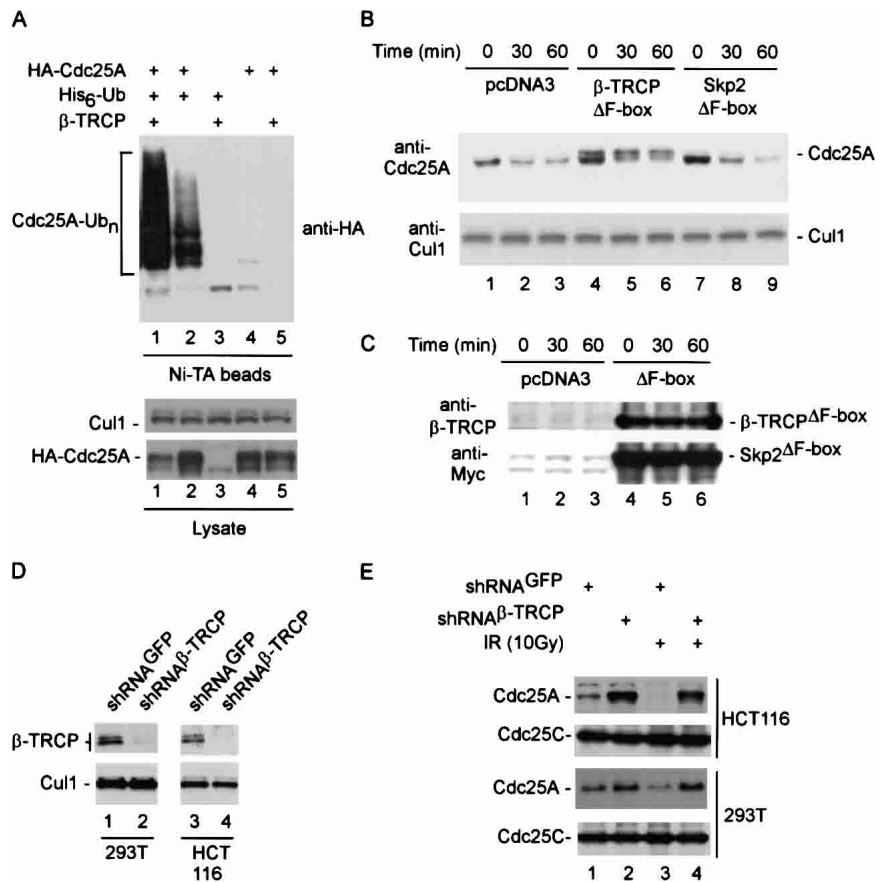 A
HA-Cdc25A + + + +
His6-Ub + + +
β-TRCP + + +
Cdc25A-Ubn
anti-HA
1 2 3 4 5
Ni-TA beads
Cul1 -
HA-Cdc25A -
1 2 3 4 5
Lysate
B
Time (min) 0 30 60 0 30 60 0 30 60
pcDNA3 β-TRCP ΔF-box Skp2 ΔF-box
anti-Cdc25A - Cdc25A
anti-Cul1 - Cul1
1 2 3 4 5 6 7 8 9
C
Time (min) 0 30 60 0 30 60
pcDNA3 ΔF-box
anti-β-TRCP - β-TRCPΔF-box
anti-Myc - Skp2ΔF-box
1 2 3 4 5 6
D
shRNAGFP shRNAβ-TRCP shRNAGFP shRNAβ-TRCP
β-TRCP
Cul1 -
1 2 3 4
293T HCT 116
E
shRNAGFP + +
shRNAβ-TRCP + +
IR (10Gy) + +
Cdc25A -
Cdc25C-
HCT116
Cdc25A -
Cdc25C-
293T
1 2 3 4